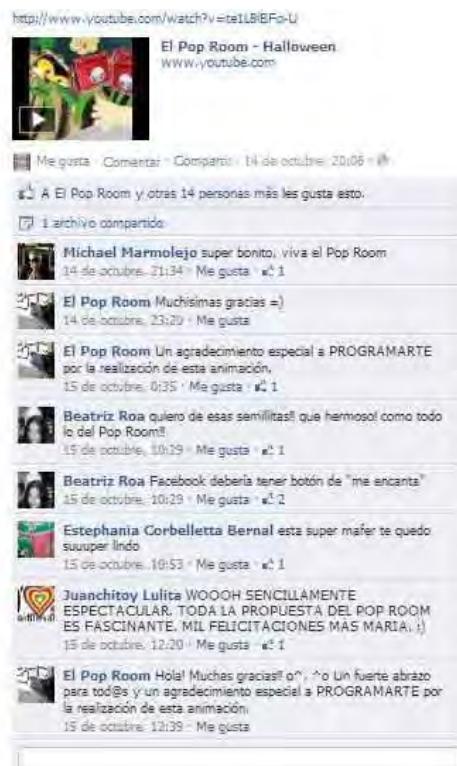 http://www.youtube.com/watch?v=te1LBiBFo-U
El Pop Room - Halloween
www.youtube.com
Me gusta · Comentar · Compartir · 14 de octubre, 20:06 ·
A El Pop Room y otras 14 personas más les gusta esto.
1 archivo compartido
Michael Marmolejo super bonito, viva el Pop Room
14 de octubre, 21:34 · Me gusta · 1
El Pop Room Muchisimas gracias =)
14 de octubre, 23:20 · Me gusta
El Pop Room Un agradecimiento especial a PROGRAMARTE
por la realización de esta animación.
15 de octubre, 0:35 · Me gusta · 1
Beatriz Roa quiero de esas semillitas!! que hermoso! como todo
lo del Pop Room!!
15 de octubre, 10:29 · Me gusta · 1
Beatriz Roa Facebook debería tener botón de "me encanta"
15 de octubre, 10:29 · Me gusta · 2
Estephania Corbelletta Bernal esta super mafer te quedo
suuuper lindo
15 de octubre, 10:53 · Me gusta · 1
Juanchitoy Lulita WOOOH SENCILLAMENTE
ESPECTACULAR. TODA LA PROPUESTA DEL POP ROOM
ES FASCINANTE. MIL FELICITACIONES MAS MARIA. :)
15 de octubre, 12:20 · Me gusta · 1
El Pop Room Hola! Muchas gracias!! o^. ^o Un fuerte abrazo
para tod@s y un agradecimiento especial a PROGRAMARTE por
la realización de esta animación.
15 de octubre, 12:39 · Me gusta